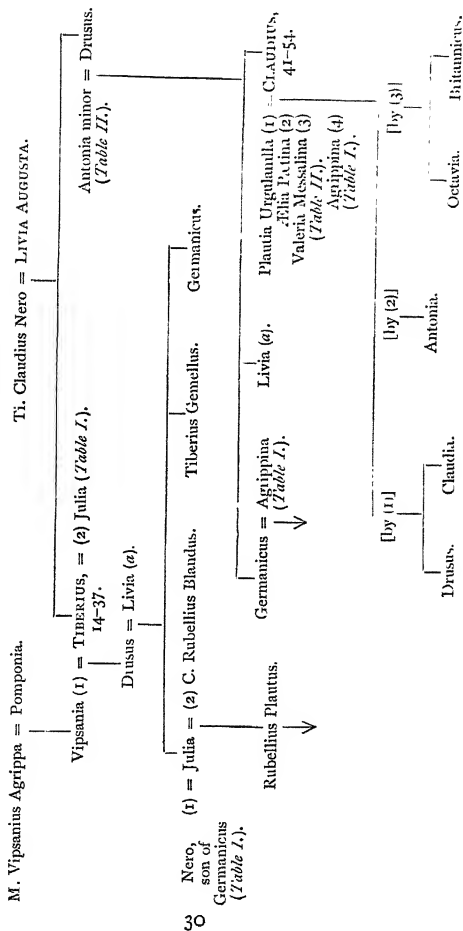 M. Vipsanius Agrippa = Pomponia.
Ti. Claudius Nero = LIVIA AUGUSTA.
Vipsania (1) = TIBERIUS, = (2) Julia (Table I.).
14-37.
Antonia minor = Drusus.
(Table II.).
Drusus = Livia (a).
Nero,
son of
Germanicus
(Table I.).
(1) = Julia = (2) C. Rubellius Blandus.
Tiberius Gemellus.
Germanicus.
Rubellius Plautus.
Germanicus = Agrippina
(Table I.).
Livia (a).
Plautia Urgulanilla (1) = CLAUDIUS,
Ælia Pætina (2) 41-54.
Valeria Messalina (3)
(Table II.).
Agrippina (4)
(Table I.).
[by (1)]
[by (2)]
[by (3)]
Drusus.
Claudia.
Antonia.
Octavia.
Britannicus.
30